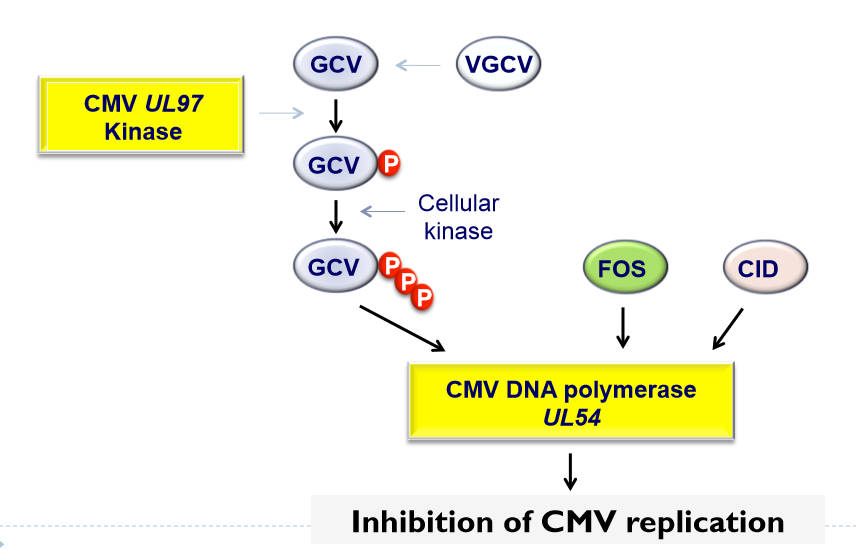 GCV
VGCV
CMV UL97
Kinase
GCV
P
Cellular
kinase
GCV
P
P
P
FOS
CID
CMV DNA polymerase
UL54
Inhibition of CMV replication